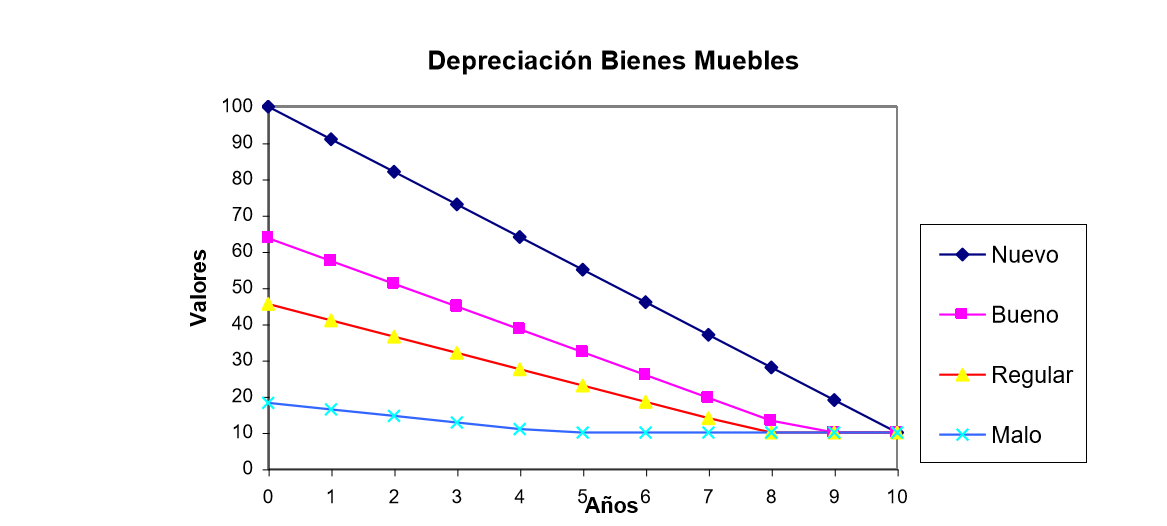 Depreciación Bienes Muebles
100
90
80
70
60
50
40
30
20
10
0
Valores
0 1 2 3 4 5 6 7 8 9 10
Años
Nuevo
Bueno
Regular
Malo